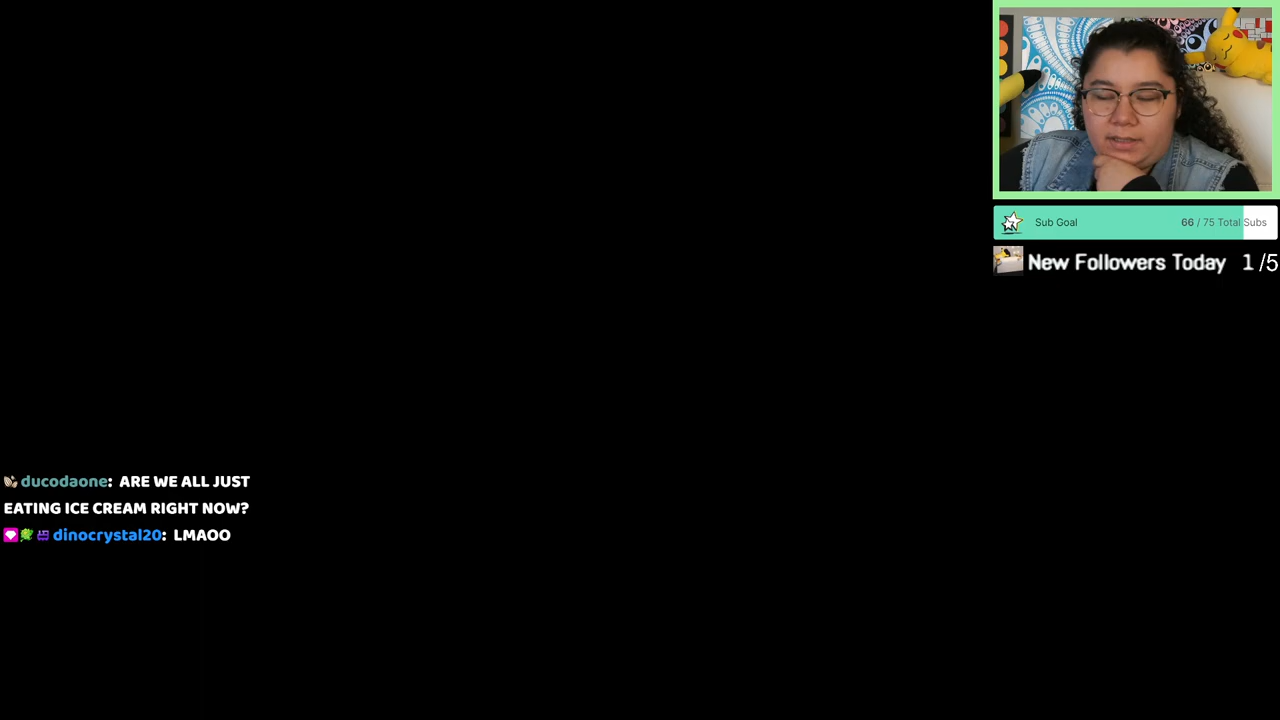 Sub Goal 66 / 75 Total Subs
New Followers Today 1 /5
ducodaone: ARE WE ALL JUST
EATING ICE CREAM RIGHT NOW?
dinocrystal20: LMAOO